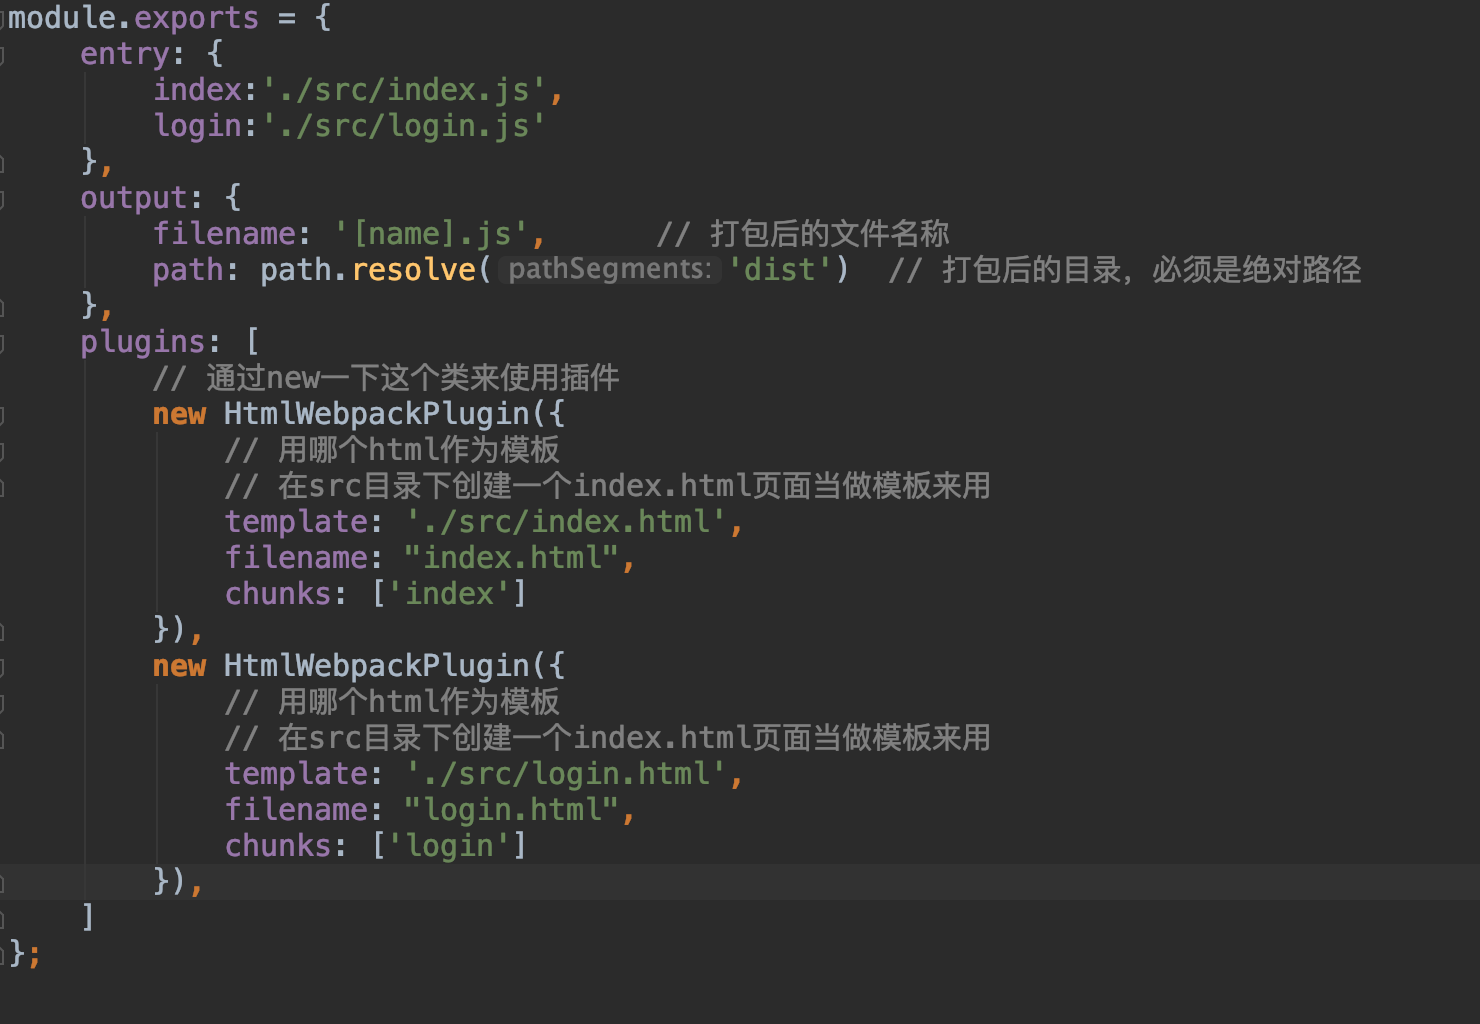 module.exports = {
    entry: {
        index:'./src/index.js',
        login:'./src/login.js'
    },
    output: {
        filename: '[name].js',      // 打包后的文件名称
        path: path.resolve( pathSegments: 'dist')  // 打包后的目录，必须是绝对路径
    },
    plugins: [
        // 通过new一下这个类来使用插件
        new HtmlWebpackPlugin({
            // 用哪个html作为模板
            // 在src目录下创建一个index.html页面当做模板来用
            template: './src/index.html',
            filename: "index.html",
            chunks: ['index']
        }),
        new HtmlWebpackPlugin({
            // 用哪个html作为模板
            // 在src目录下创建一个index.html页面当做模板来用
            template: './src/login.html',
            filename: "login.html",
            chunks: ['login']
        }),
    ]
};